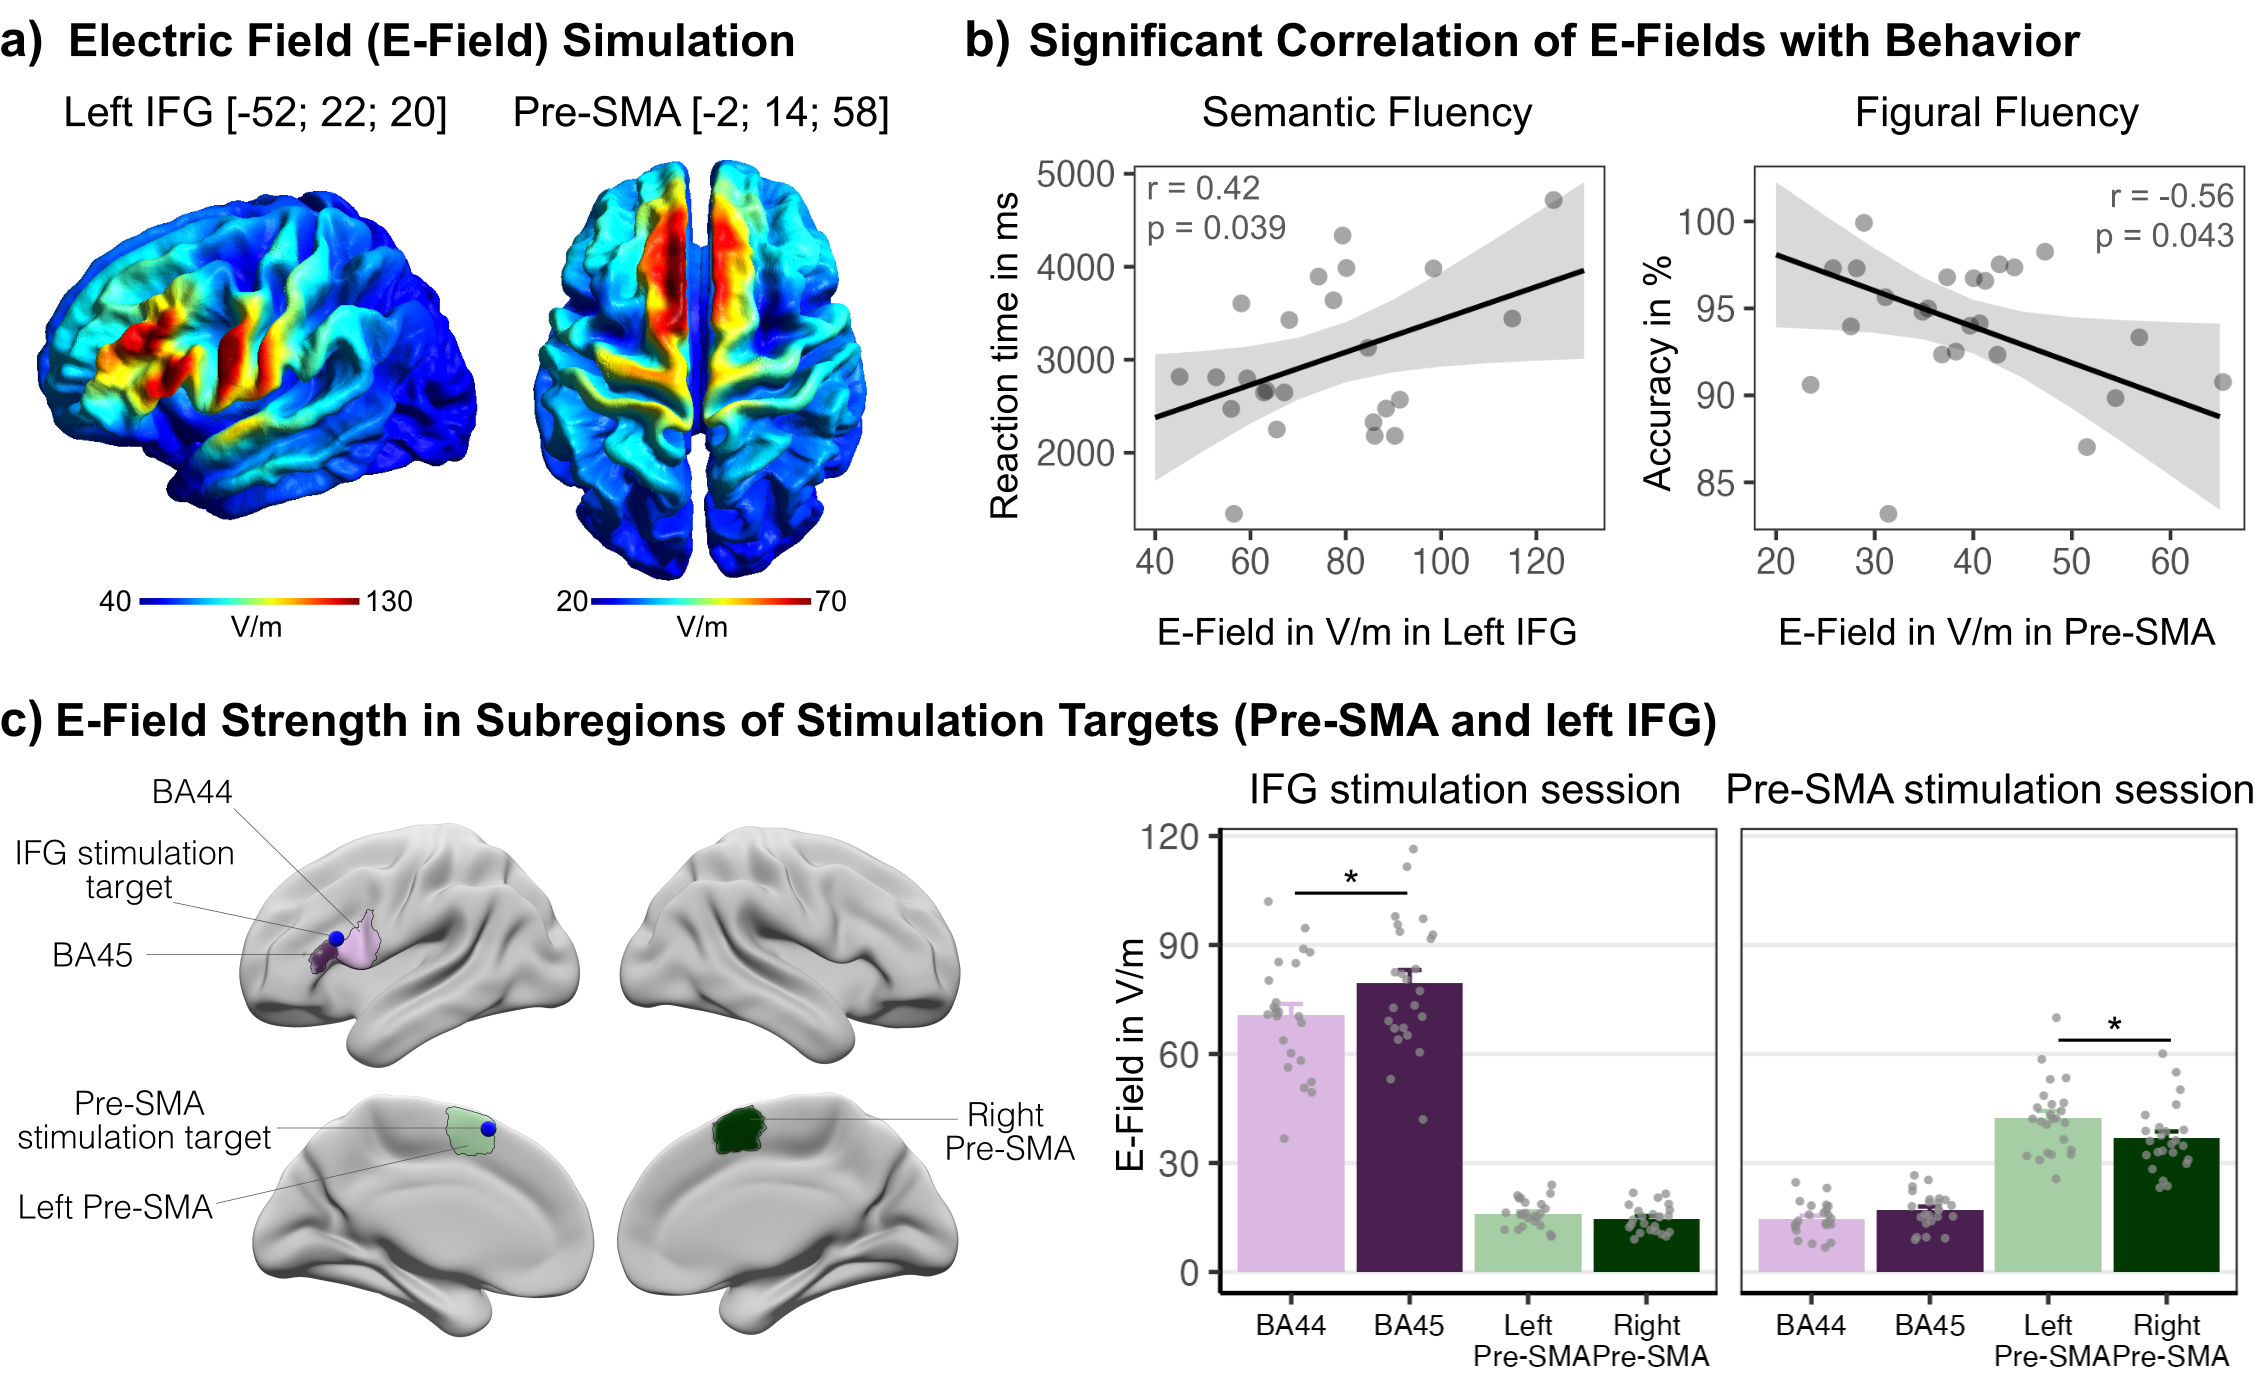 a) Electric Field (E-Field) Simulation
Left IFG [-52; 22; 20]
Pre-SMA [-2; 14; 58]
40
130
V/m
20
70
V/m
b) Significant Correlation of E-Fields with Behavior
Semantic Fluency
r = 0.42
p = 0.039
Reaction time in ms
5000
4000
3000
2000
40 60 80 100 120
E-Field in V/m in Left IFG
Figural Fluency
r = -0.56
p = 0.043
Accuracy in %
100
95
90
85
20 30 40 50 60
E-Field in V/m in Pre-SMA
c) E-Field Strength in Subregions of Stimulation Targets (Pre-SMA and left IFG)
BA44
IFG stimulation
target
BA45
Pre-SMA
stimulation target
Left Pre-SMA
Right
Pre-SMA
IFG stimulation session
Pre-SMA stimulation session
E-Field in V/m
120
90
60
30
0
*
*
BA44
BA45
Left
Pre-SMA
Right
Pre-SMA
BA44
BA45
Left
Pre-SMA
Right
Pre-SMA